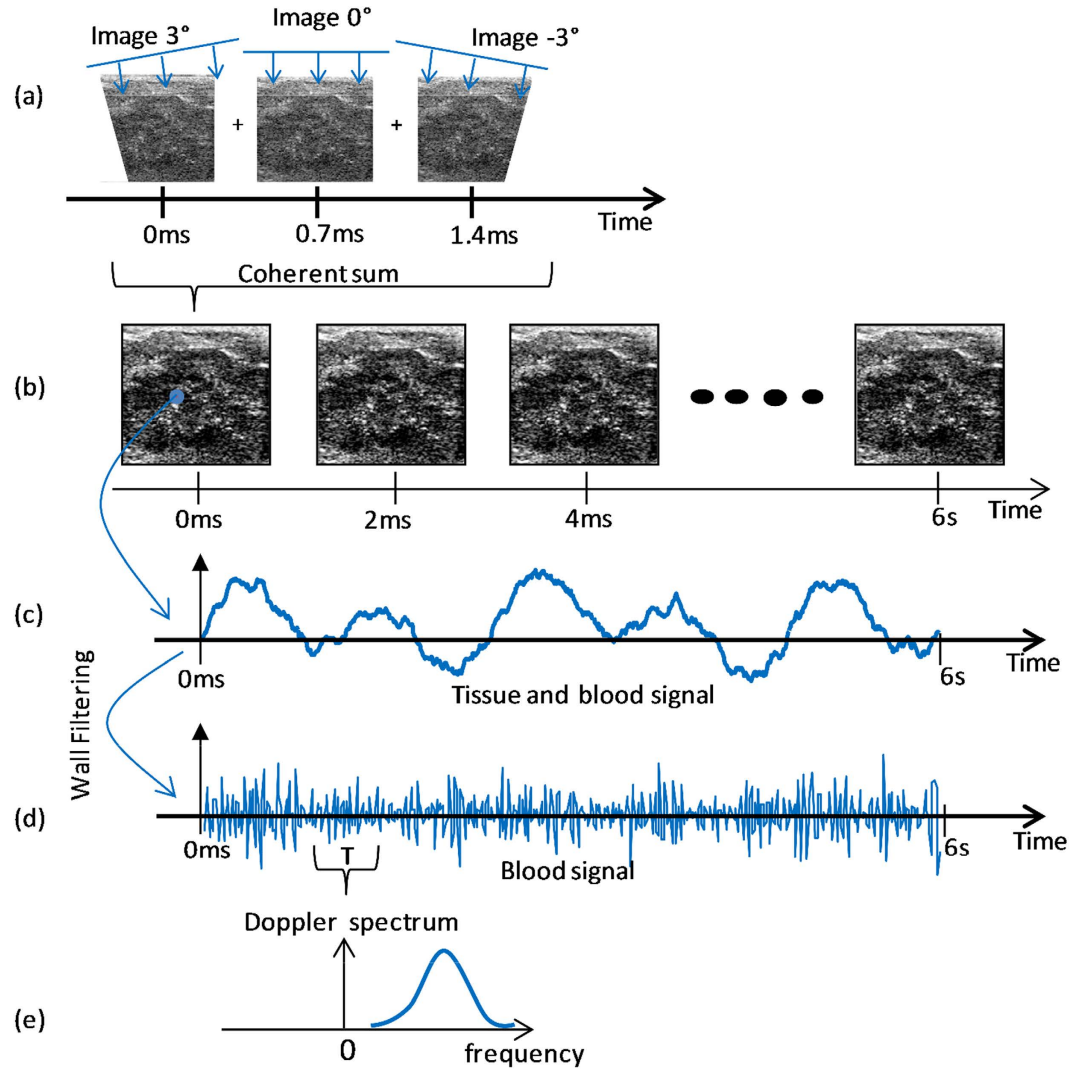 Image 3° Image 0° Image -3°
(a)
+ +
Time
0ms 0.7ms 1.4ms
Coherent sum
(b)
0ms 2ms 4ms 6s Time
(c)
0ms 6s Time
Tissue and blood signal
Wall Filtering
(d)
0ms 6s Time
T
Blood signal
Doppler spectrum
(e)
0 frequency